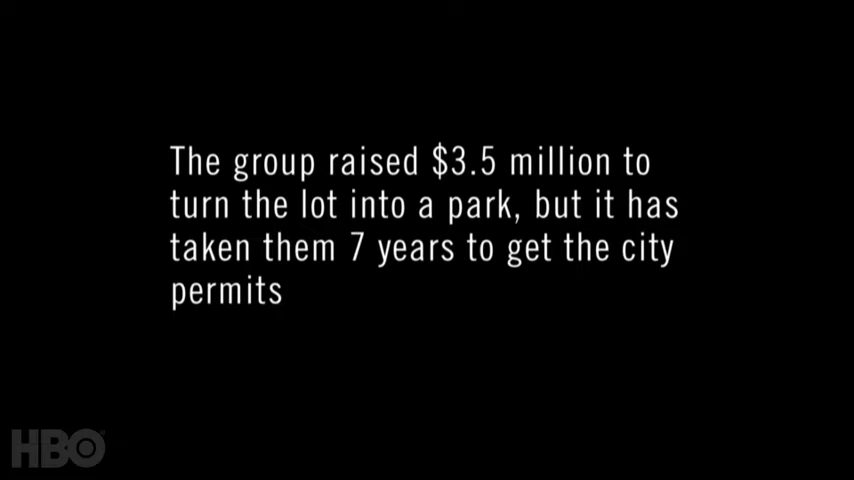 The group raised $3.5 million to
turn the lot into a park, but it has
taken them 7 years to get the city
permits
HBO